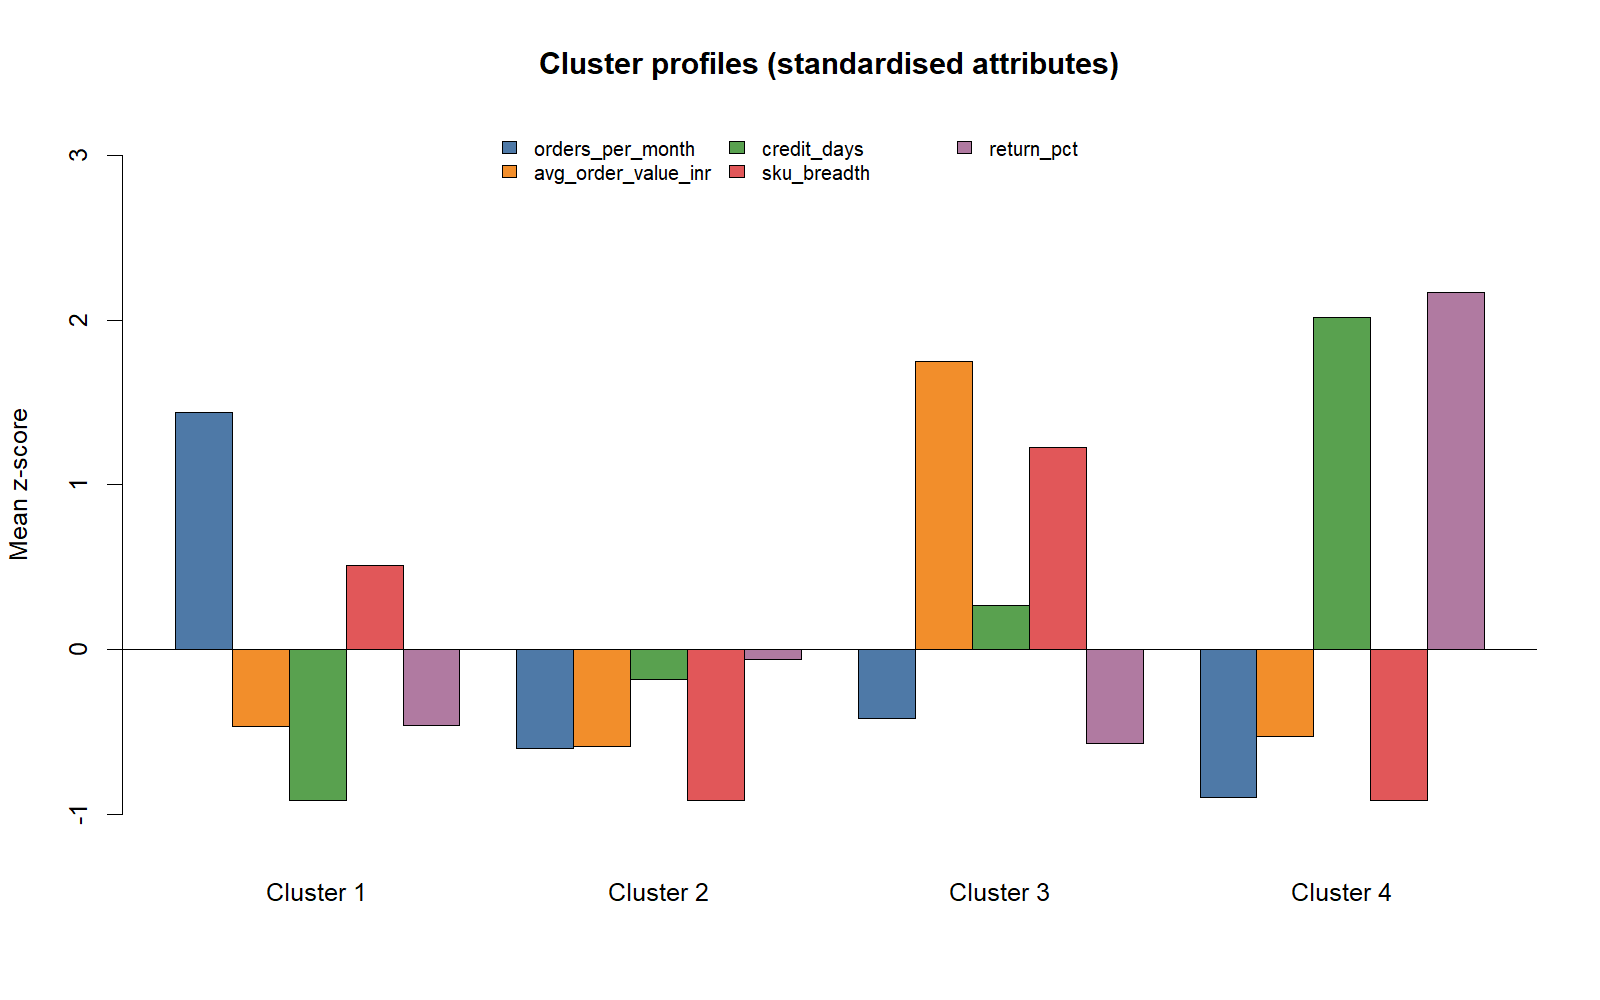 Cluster profiles (standardised attributes)
orders_per_month credit_days return_pct
avg_order_value_inr sku_breadth
Mean z-score
3
2
1
0
-1
Cluster 1 Cluster 2 Cluster 3 Cluster 4